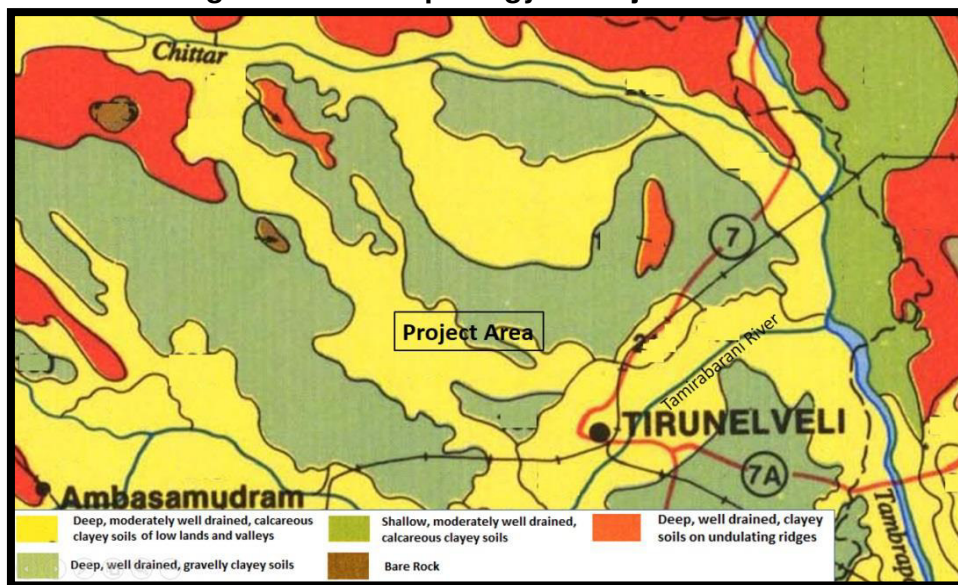 Chittar
7
Project Area
2
Tamirabarani River
TIRUNELVELI
7A
Ambasamudram
Tambrap
Deep, moderately well drained, calcareous
clayey soils of low lands and valleys
Shallow, moderately well drained,
calcareous clayey soils
Deep, well drained, clayey
soils on undulating ridges
Deep, well drained, gravelly clayey soils
Bare Rock